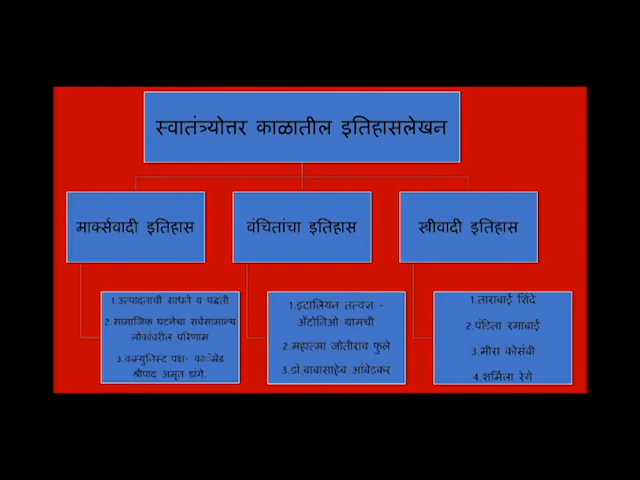 स्वातंत्र्योत्तर काळातील इतिहासलेखन
मार्क्सवादी इतिहास
वंचितांचा इतिहास
स्त्रीवादी इतिहास
1.उत्पादनाची साधने व पद्धती
2.सामाजिक घटनेचा सर्वसामान्य
लोकांवरील परिणाम
3.कम्युनिस्ट पक्ष- कॉम्रेड
श्रीपाद अमृत डांगे.
1.इटालियन तत्वज्ञ -
अँटोनिओ ग्रामची
2.महात्मा जोतीराव फुले
3.डॉ.बाबासाहेब आंबेडकर
1.ताराबाई शिंदे
2.पंडिता रमाबाई
3.मीरा कोसंबी
4.शर्मिला रेगे